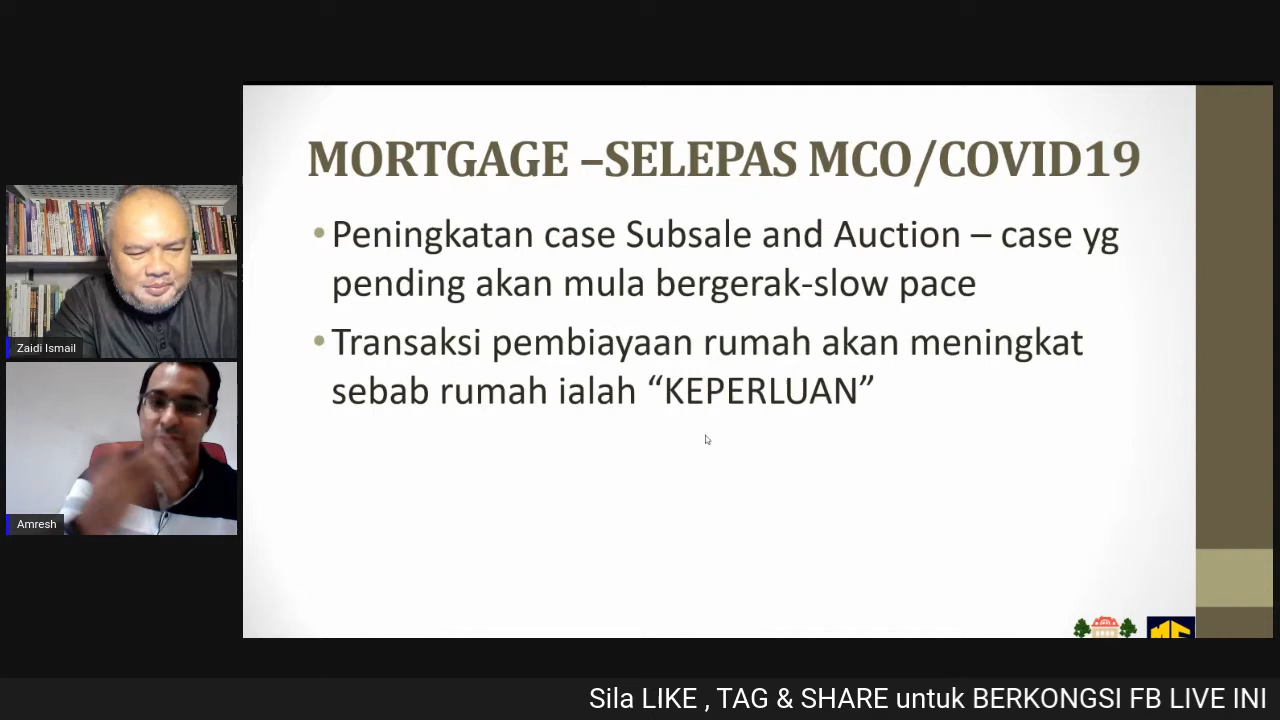 MORTGAGE –SELEPAS MCO/COVID19
• Peningkatan case Subsale and Auction – case yg
pending akan mula bergerak-slow pace
• Transaksi pembiayaan rumah akan meningkat
sebab rumah ialah “KEPERLUAN”
Zaidi Ismail
Amresh
Sila LIKE , TAG & SHARE untuk BERKONGSI FB LIVE INI